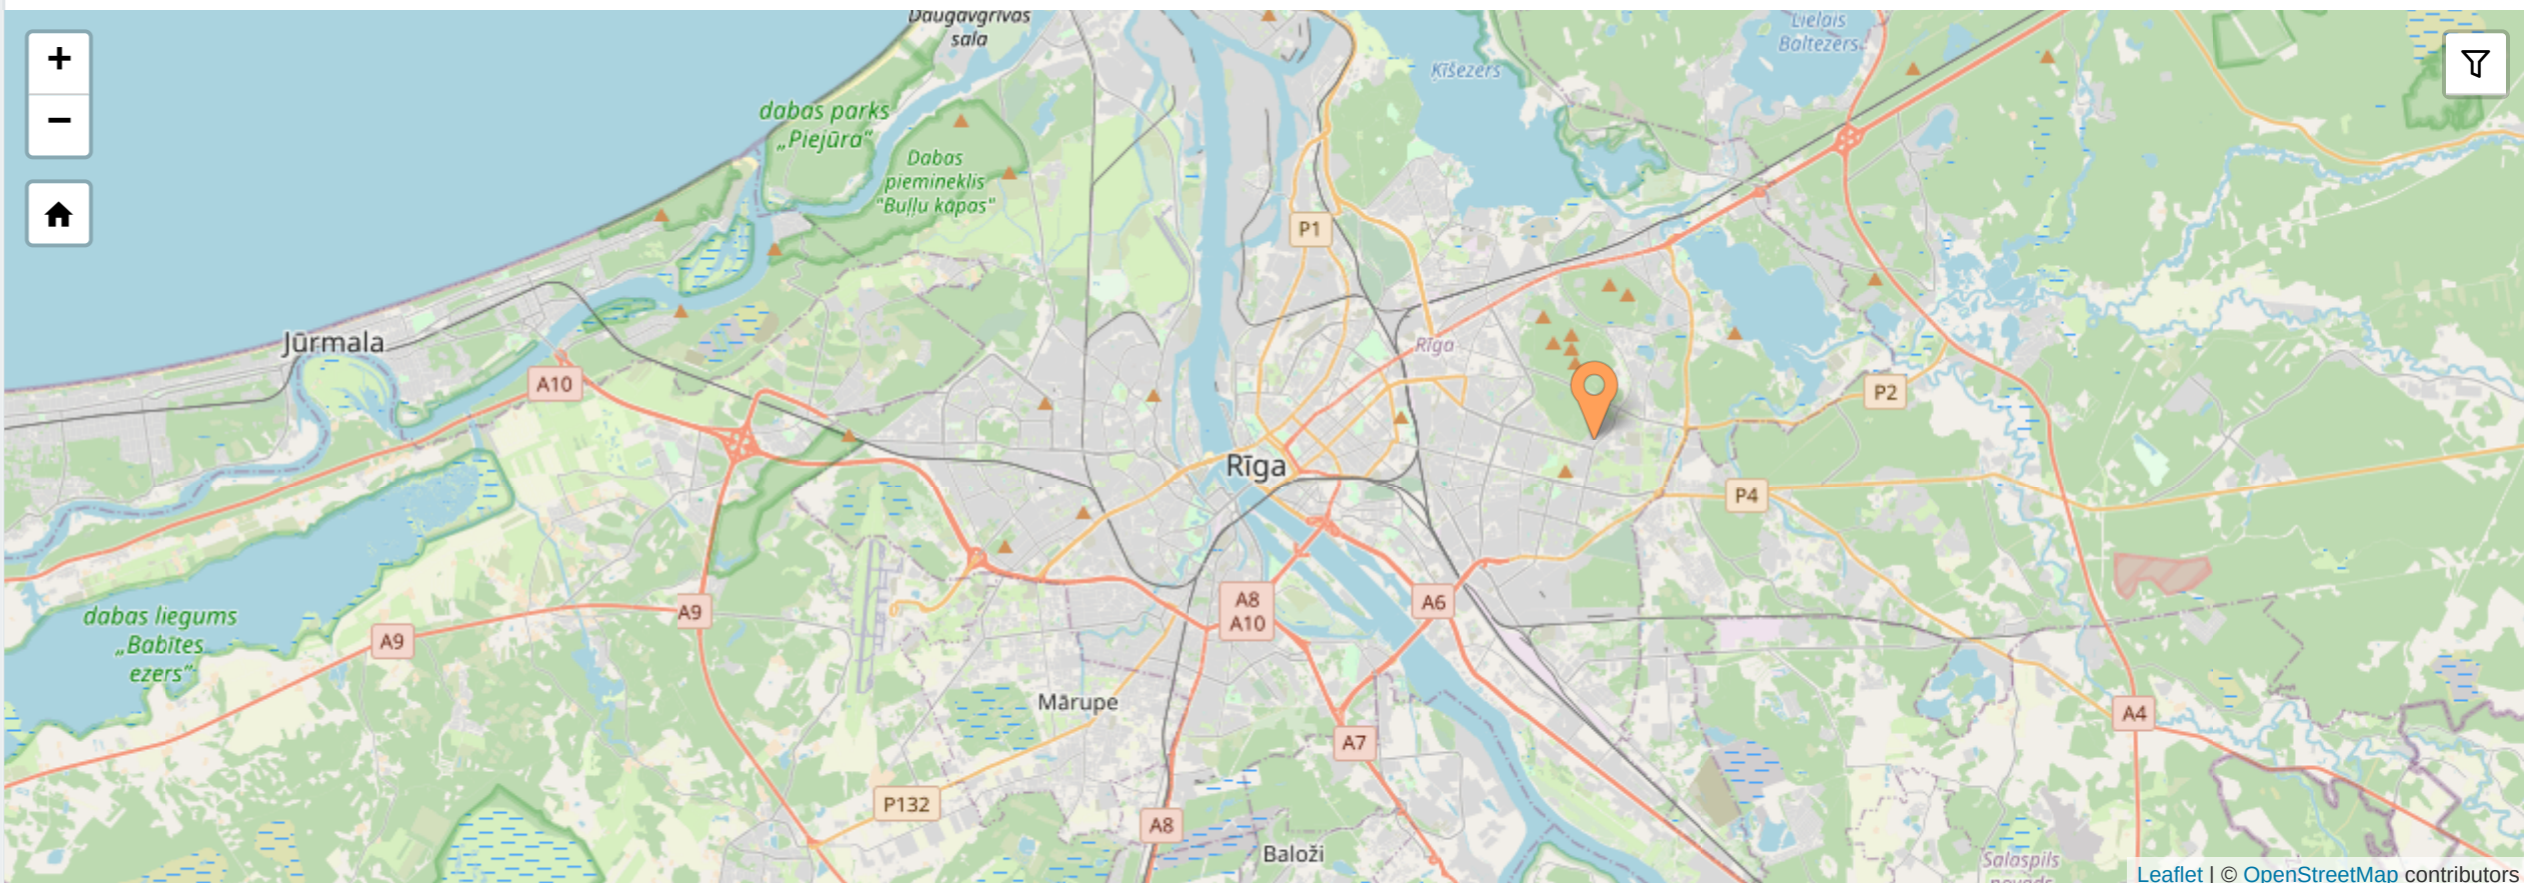 Daugavgrīvas
sala
Lielais
Baltezers
+
−
Ķīšezers
dabas parks
„Piejūra”
Dabas
piemineklis
"Buļļu kāpas"
P1
Jūrmala
Rīga
A10
P2
Rīga
P4
dabas liegums
„Babītes
ezers”
A9
A9
A8
A10
A6
Mārupe
A7
A4
P132
A8
Baloži
Salaspils
novads
Leaflet | © OpenStreetMap contributors